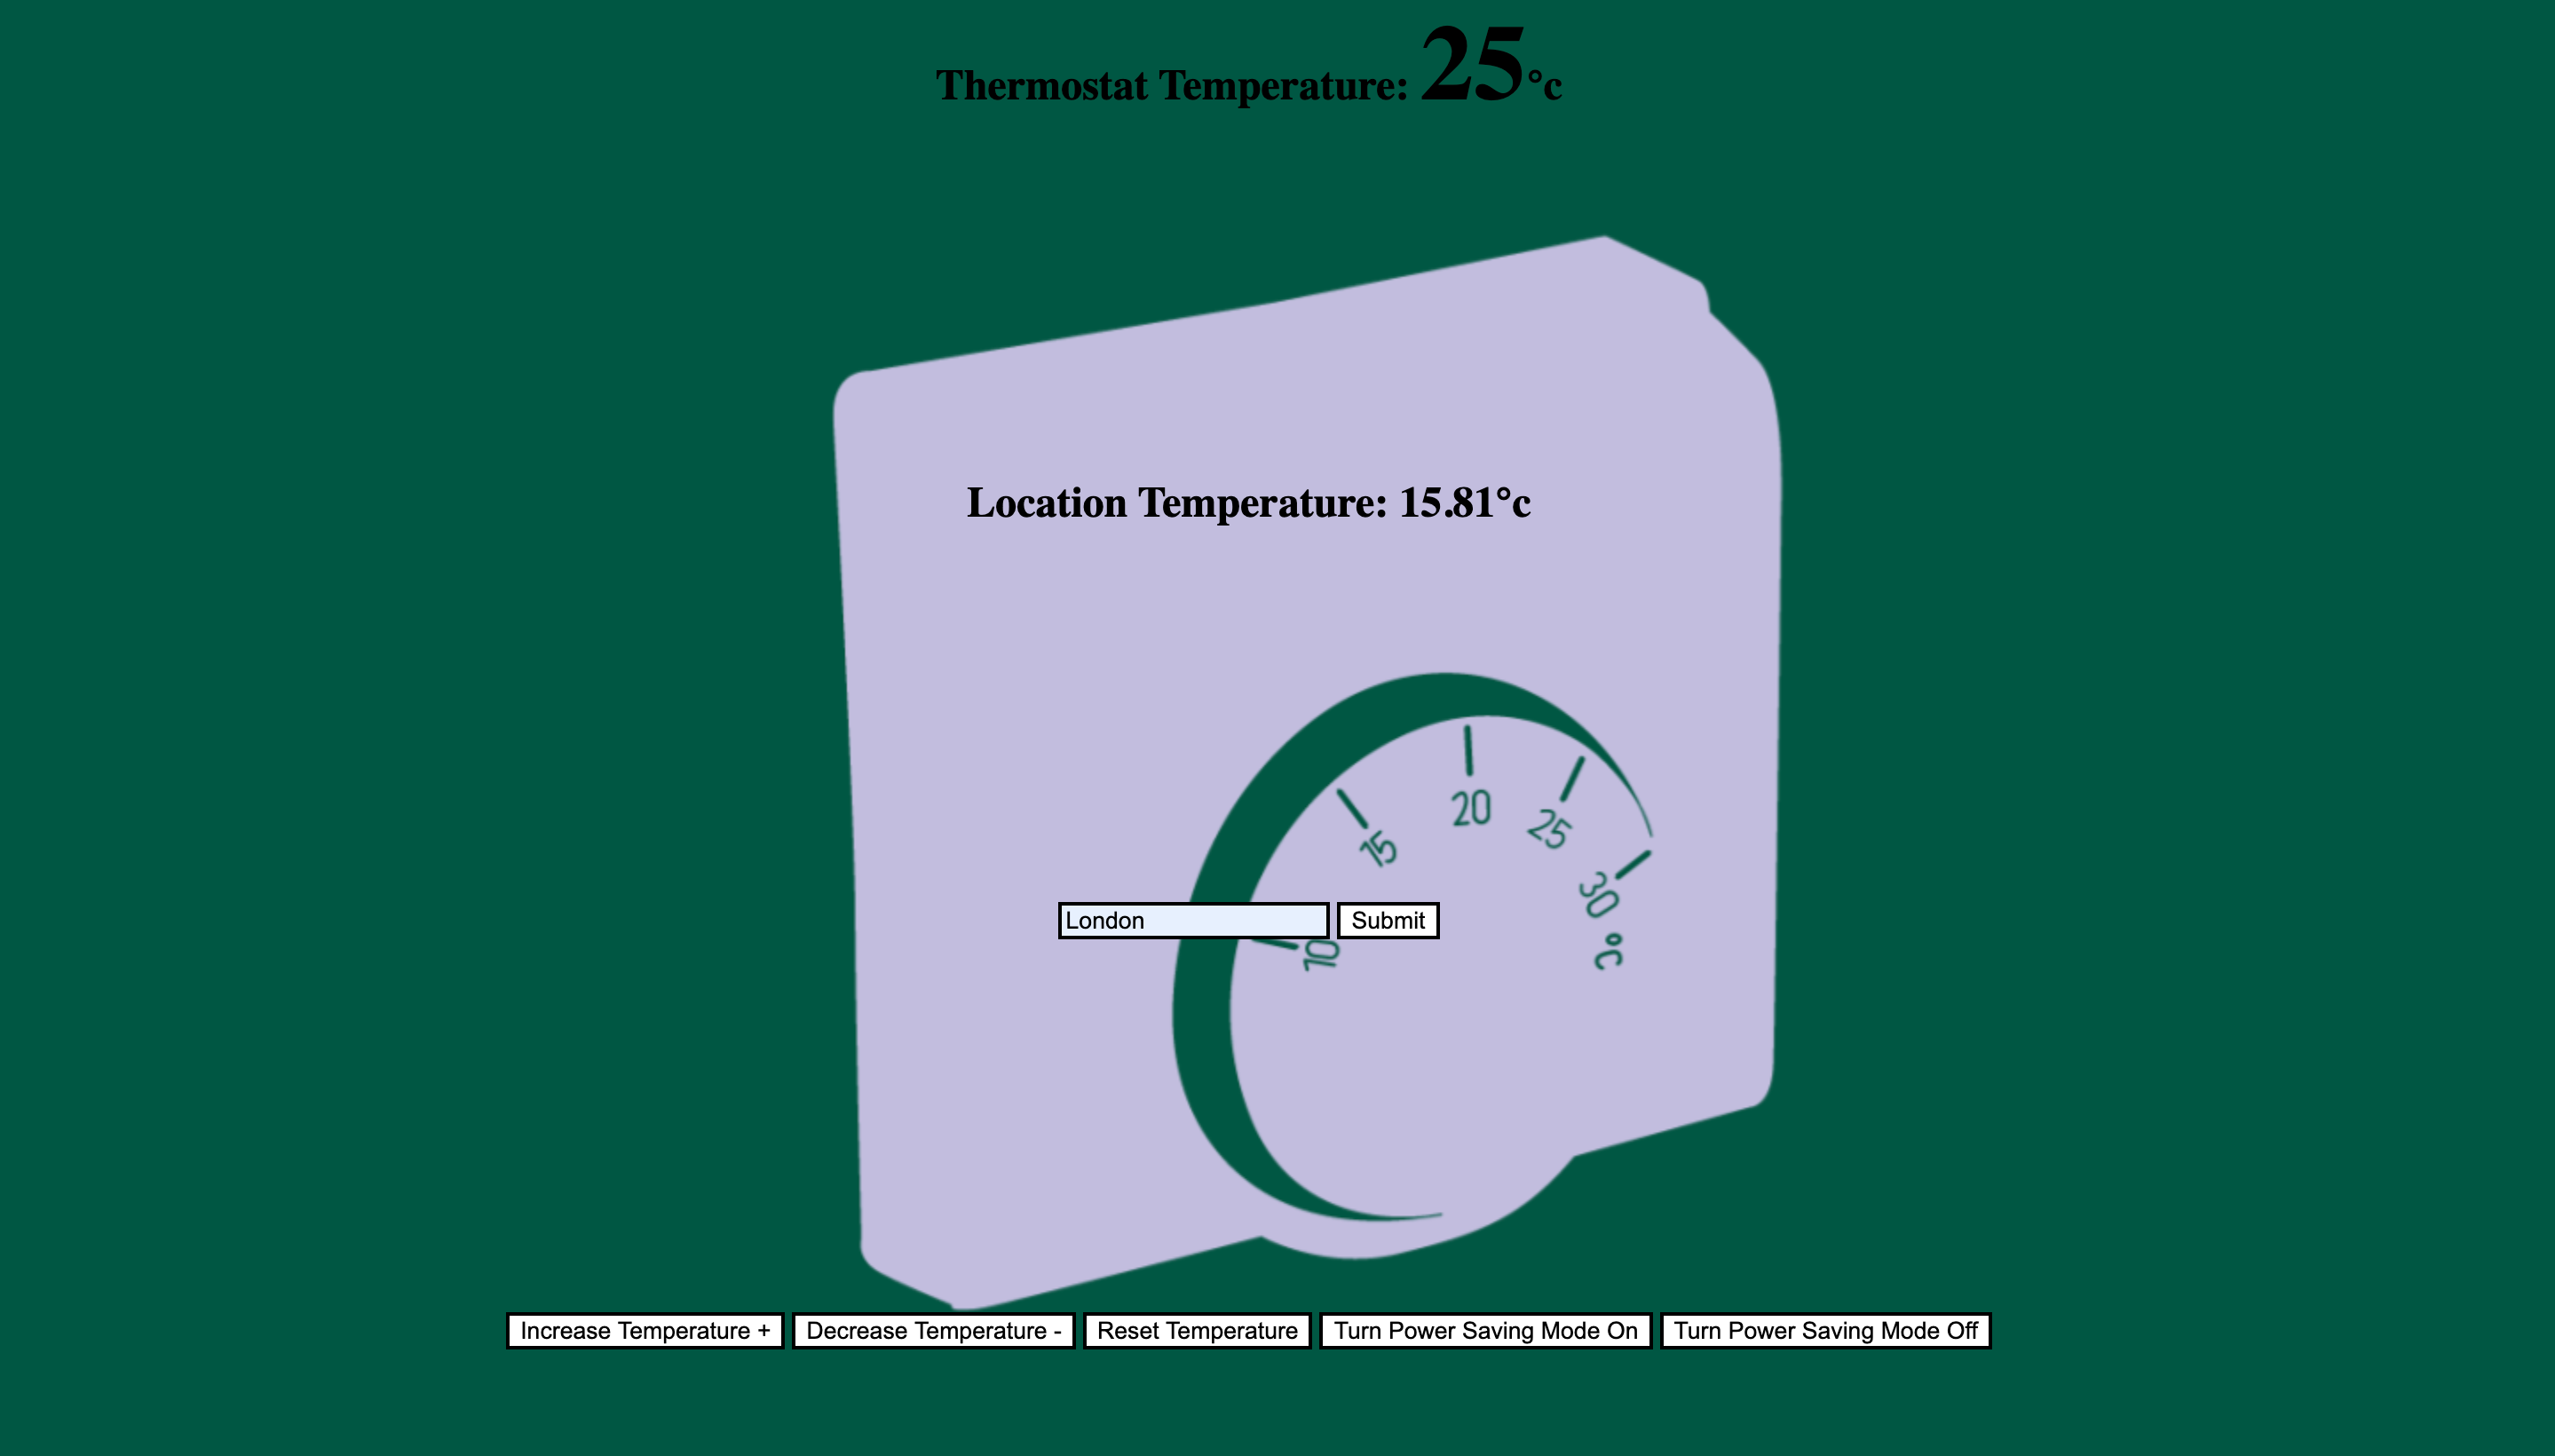 Thermostat Temperature: 25°c
Location Temperature: 15.81°c
20
25
15
30
London Submit
10
°c
Increase Temperature + Decrease Temperature - Reset Temperature Turn Power Saving Mode On Turn Power Saving Mode Off